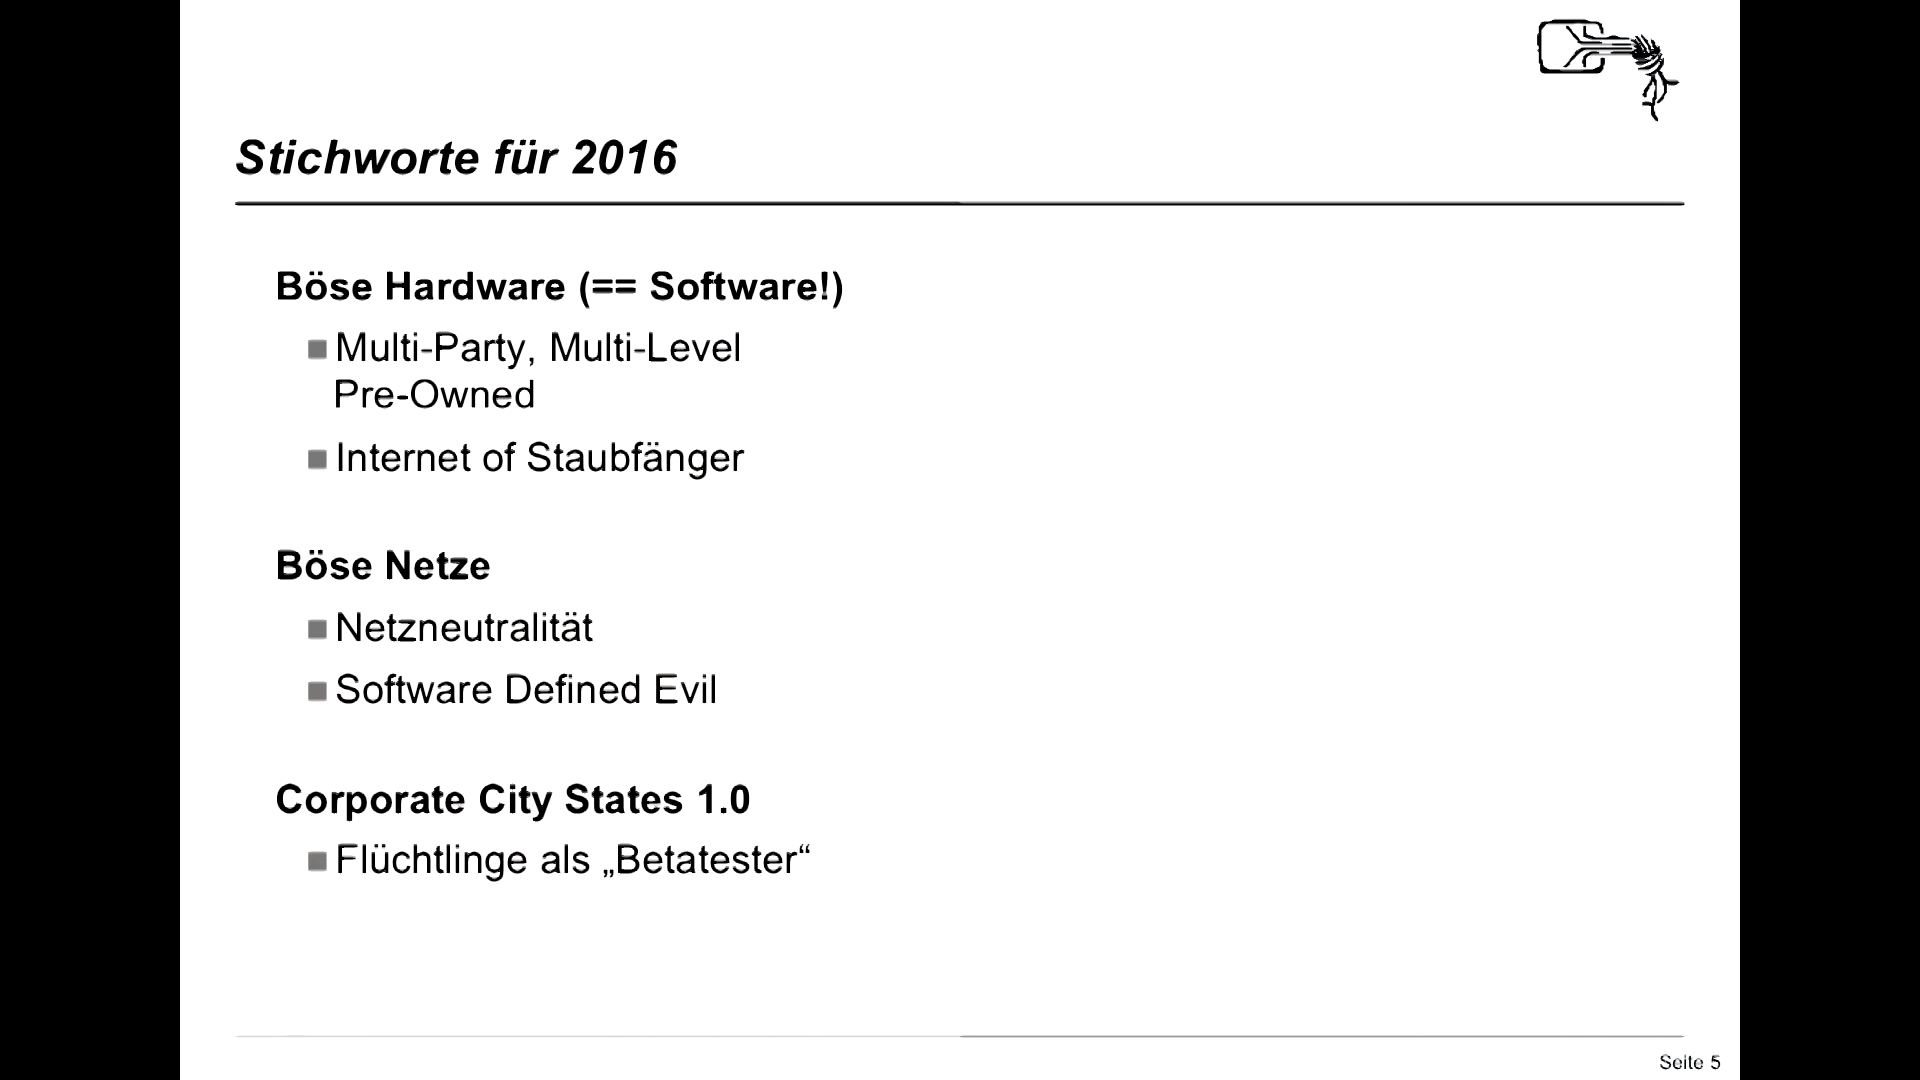 Stichworte für 2016
Böse Hardware (== Software!)
Multi-Party, Multi-Level
Pre-Owned
Internet of Staubfänger
Böse Netze
Netzneutralität
Software Defined Evil
Corporate City States 1.0
Flüchtlinge als „Betatester“
Seite 5